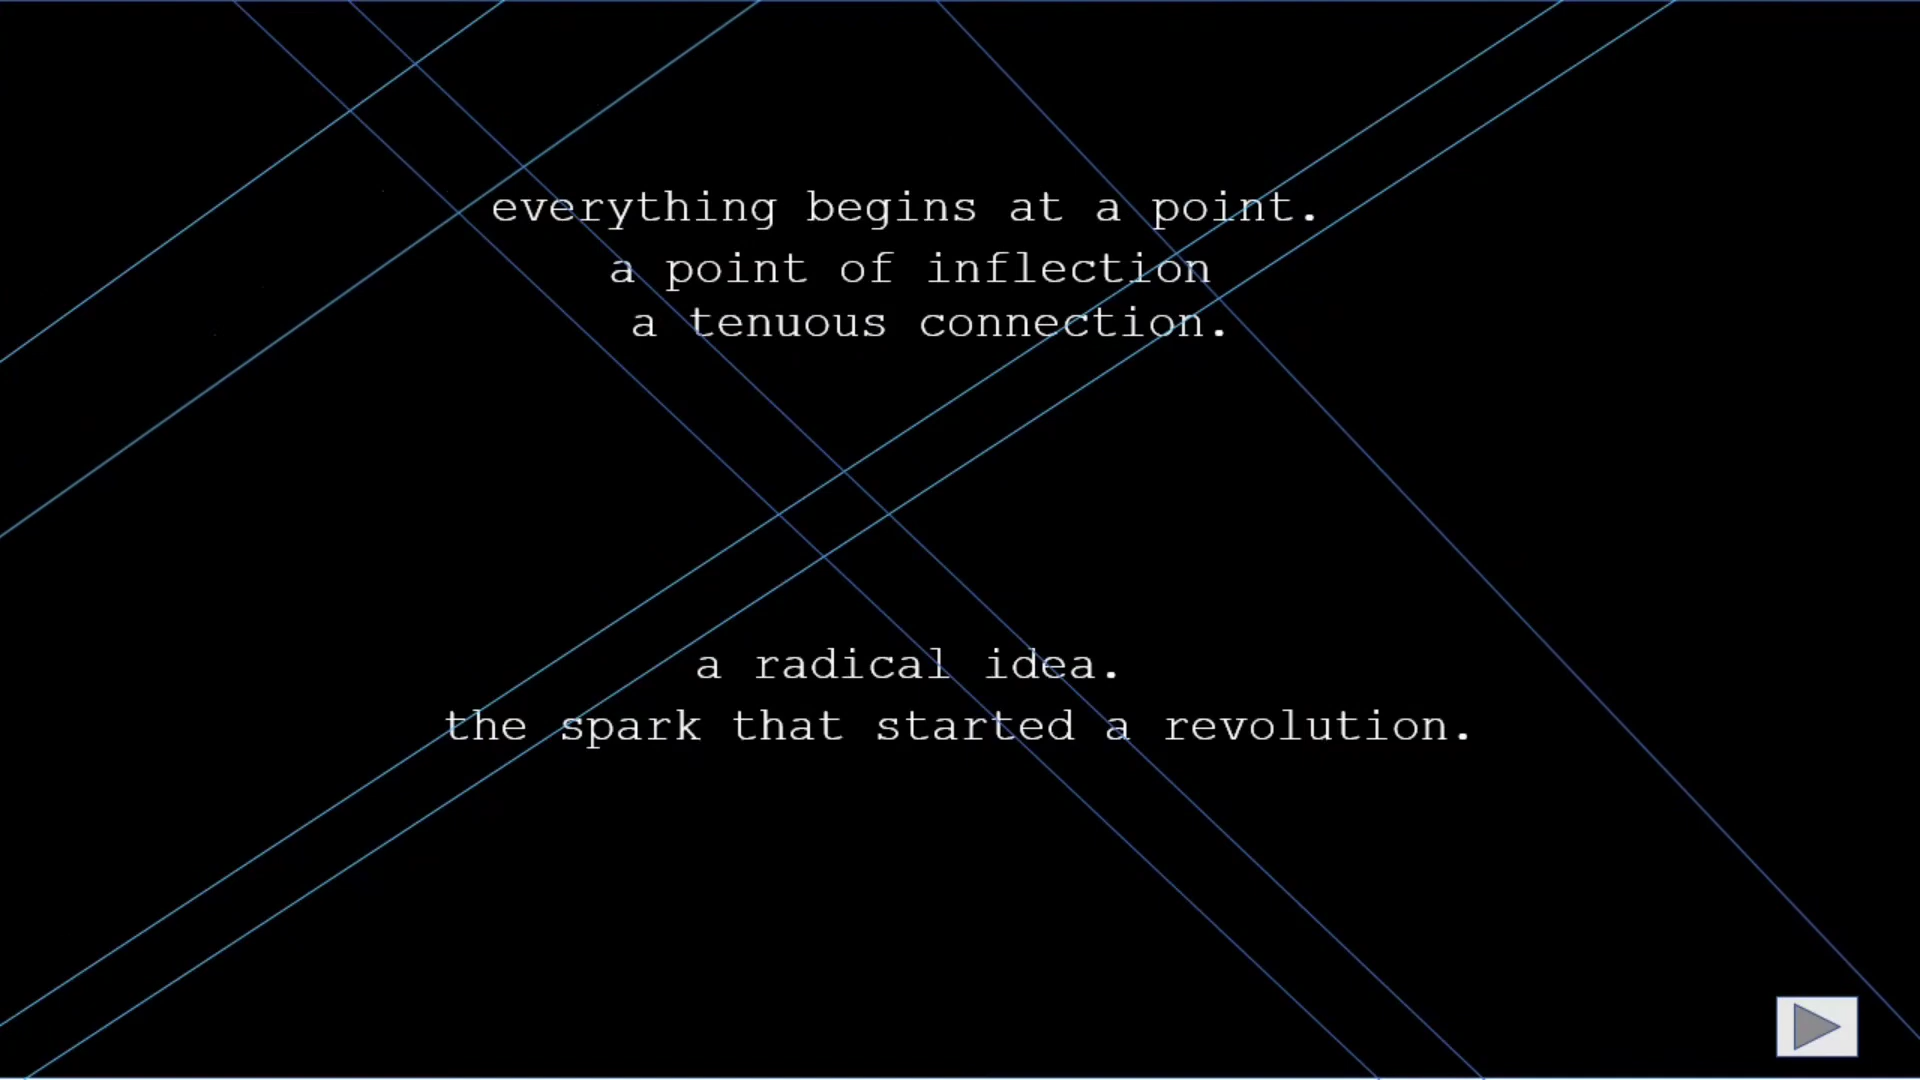 everything begins at a point.
a point of inflection
a tenuous connection.
a radical idea.
the spark that started a revolution.